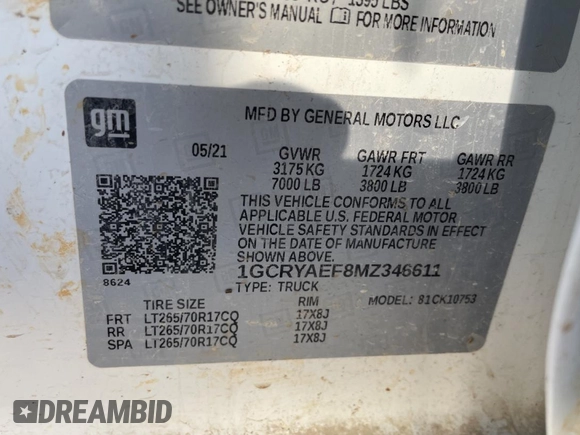 1595 LBS
SEE OWNER'S MANUAL FOR MORE INFORMATION
gm
MFD BY GENERAL MOTORS LLC
05/21 GVWR GAWR FRT GAWR RR
3175 KG 1724 KG 1724 KG
7000 LB 3800 LB 3800 LB
THIS VEHICLE CONFORMS TO ALL
APPLICABLE U.S. FEDERAL MOTOR
VEHICLE SAFETY STANDARDS IN EFFECT
ON THE DATE OF MANUFACTURE
SHOWN ABOVE.
8624 1GCRYAEF8MZ346611
TYPE: TRUCK
MODEL: 81CK10753
TIRE SIZE RIM
FRT LT265/70R17CQ 17X8J
RR LT265/70R17CQ 17X8J
SPA LT265/70R17CQ 17X8J
DREAMBID